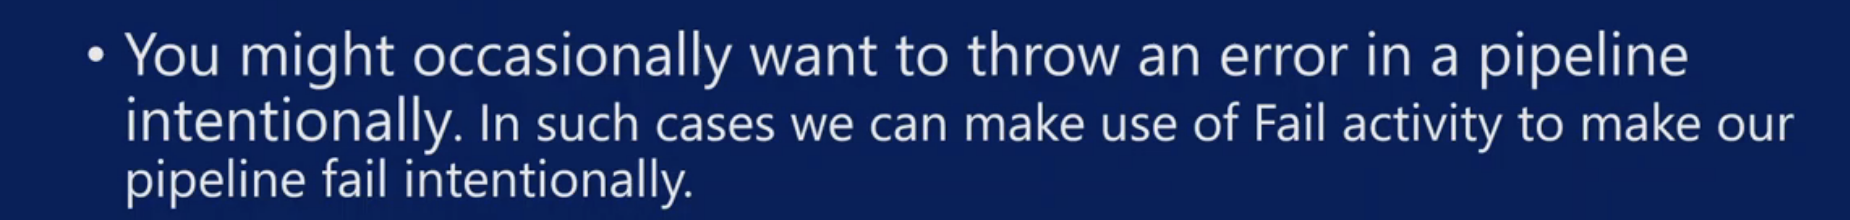 • You might occasionally want to throw an error in a pipeline
intentionally. In such cases we can make use of Fail activity to make our
pipeline fail intentionally.